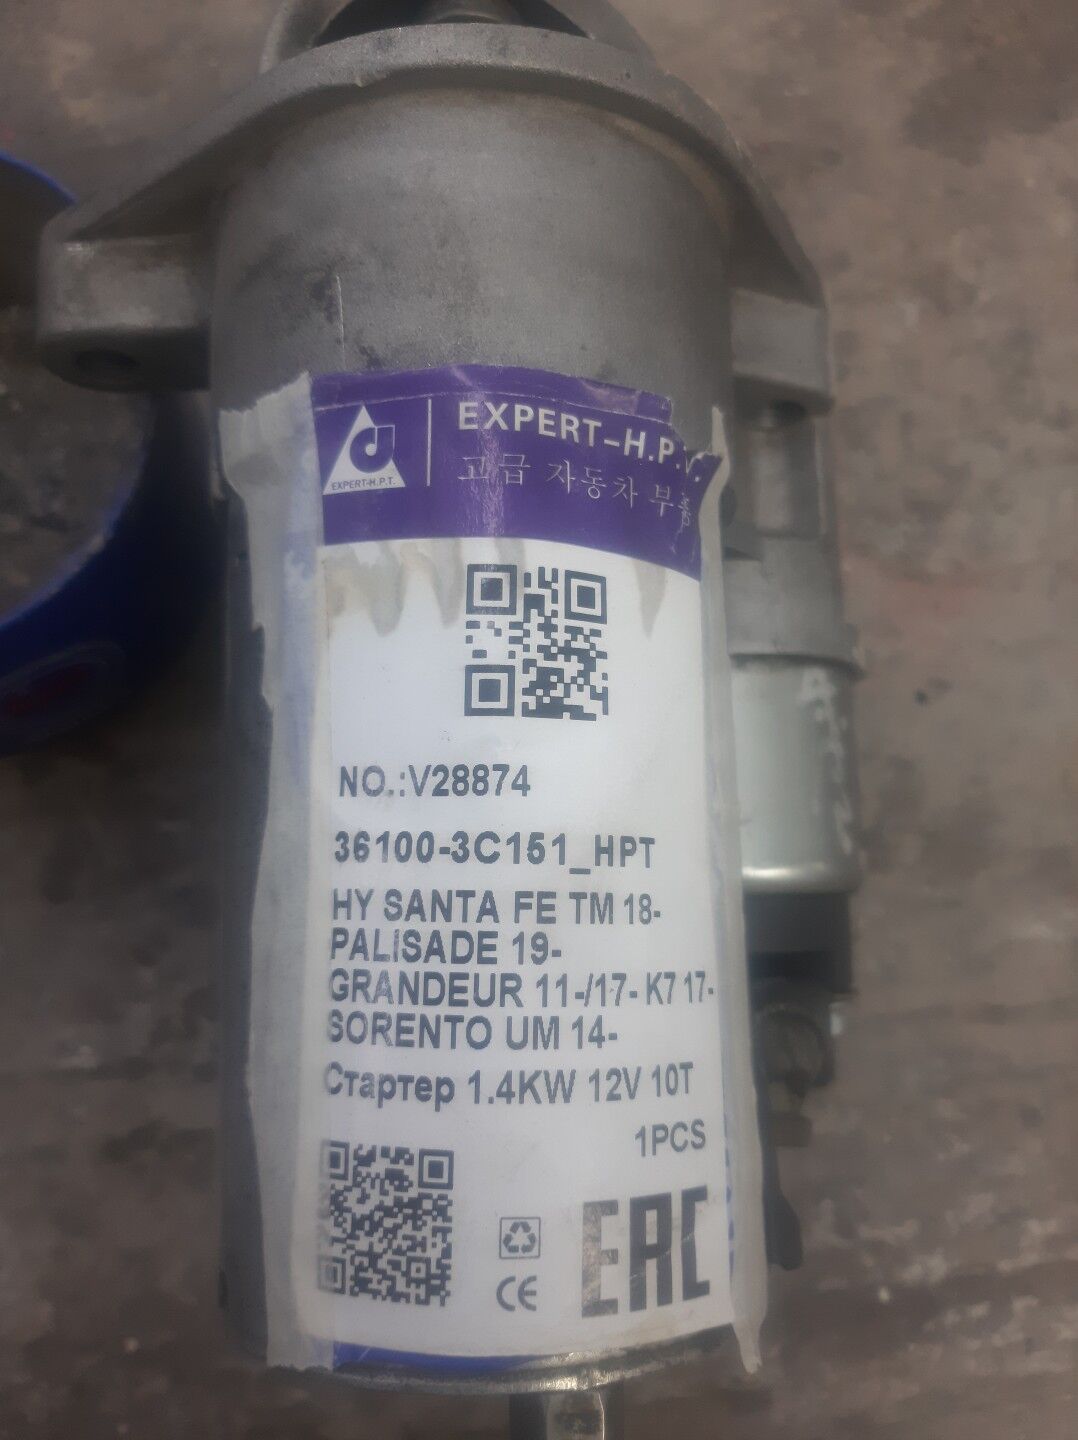 EXPERT-H.P.T.
EXPERT-H.P.
고급 자동차 부품
NO.:V28874
36100-3C151_HPT
HY SANTA FE TM 18-
PALISADE 19-
GRANDEUR 11-/17- K7 17-
SORENTO UM 14-
Стартер 1.4KW 12V 10T
1PCS
CE
EAC